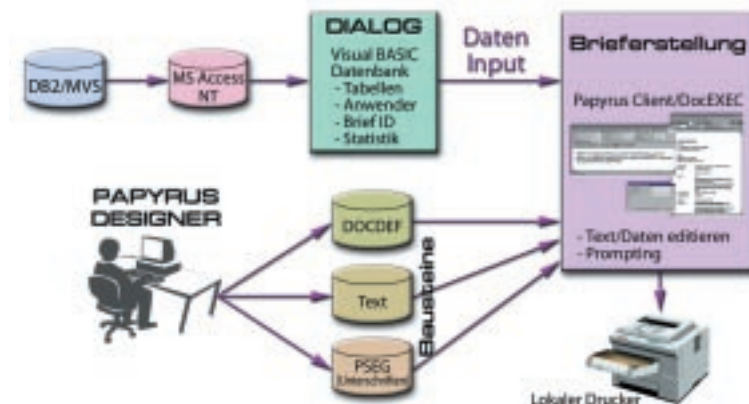 DB2/MVS
MS Access
NT
DIALOG
Visual BASIC
Datenbank
- Tabellen
- Anwender
- Brief ID
- Statistik
Daten
Input
Brieferstellung
Papyrus Client/DocEXEC
- Text/Daten editieren
- Prompting
PAPYRUS
DESIGNER
DOCDEF
Text
PSEG
(Unterschriften)
Bausteine
Lokaler Drucker